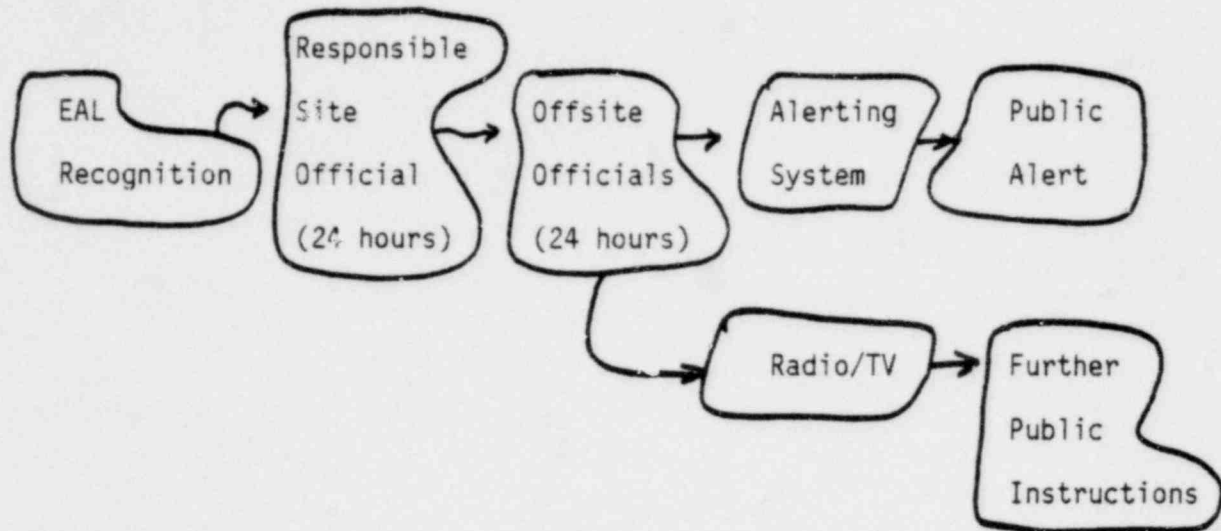 EAL
Recognition
Responsible
Site
Official
(24 hours)
Offsite
Officials
(24 hours)
Alerting
System
Public
Alert
Radio/TV
Further
Public
Instructions